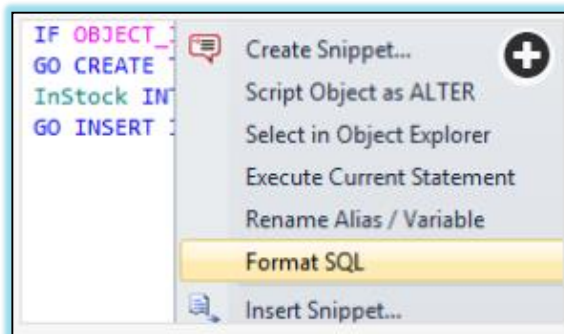 IF OBJECT_
GO CREATE
InStock INT
GO INSERT
Create Snippet...
Script Object as ALTER
Select in Object Explorer
Execute Current Statement
Rename Alias / Variable
Format SQL
Insert Snippet...